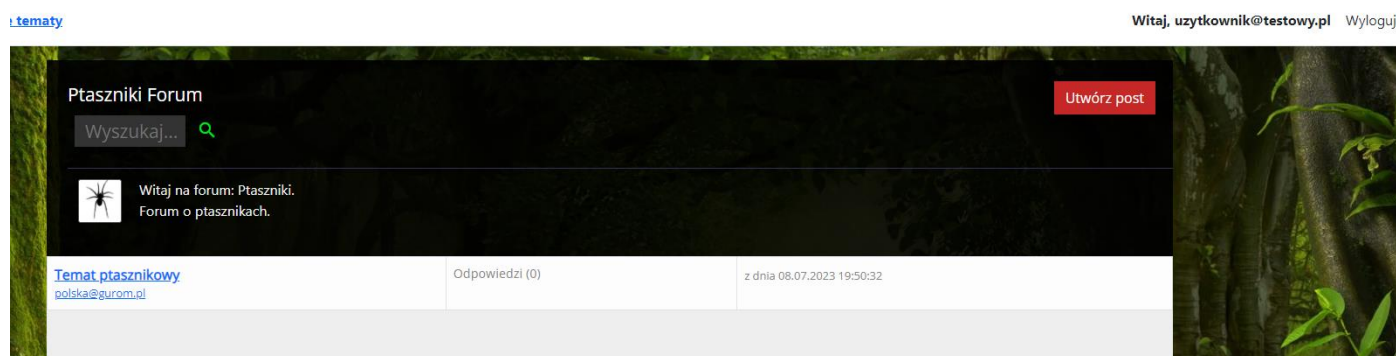 tematy
Witaj, uzytkownik@testowy.pl Wyloguj
Ptaszniki Forum
Utwórz post
Wyszukaj...
Witaj na forum: Ptaszniki.
Forum o ptasznikach.
Temat ptasznikowy
polska@gurom.pl
Odpowiedzi (0)
z dnia 08.07.2023 19:50:32